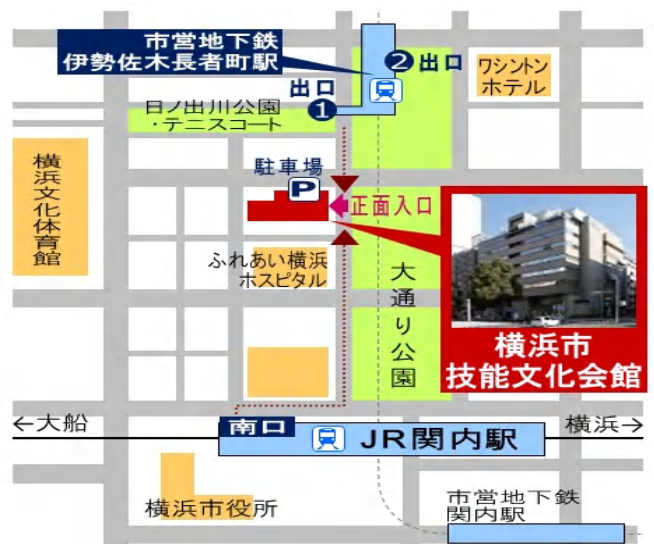 市営地下鉄
伊勢佐木長者町駅
出口
1
2 出口
ワシントン
ホテル
日ノ出川公園
・テニスコート
横浜文化体育館
駐車場
P
正面入口
ふれあい横浜
ホスピタル
大通り公園
横浜市
技能文化会館
←大船
南口
JR関内駅
横浜→
横浜市役所
市営地下鉄
関内駅